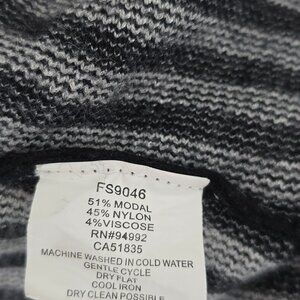 FS9046
51% MODAL
45% NYLON
4%VISCOSE
RN#94992
CA51835
MACHINE WASHED IN COLD WATER
GENTLE CYCLE
DRY FLAT
COOL IRON
DRY CLEAN POSSIBLE